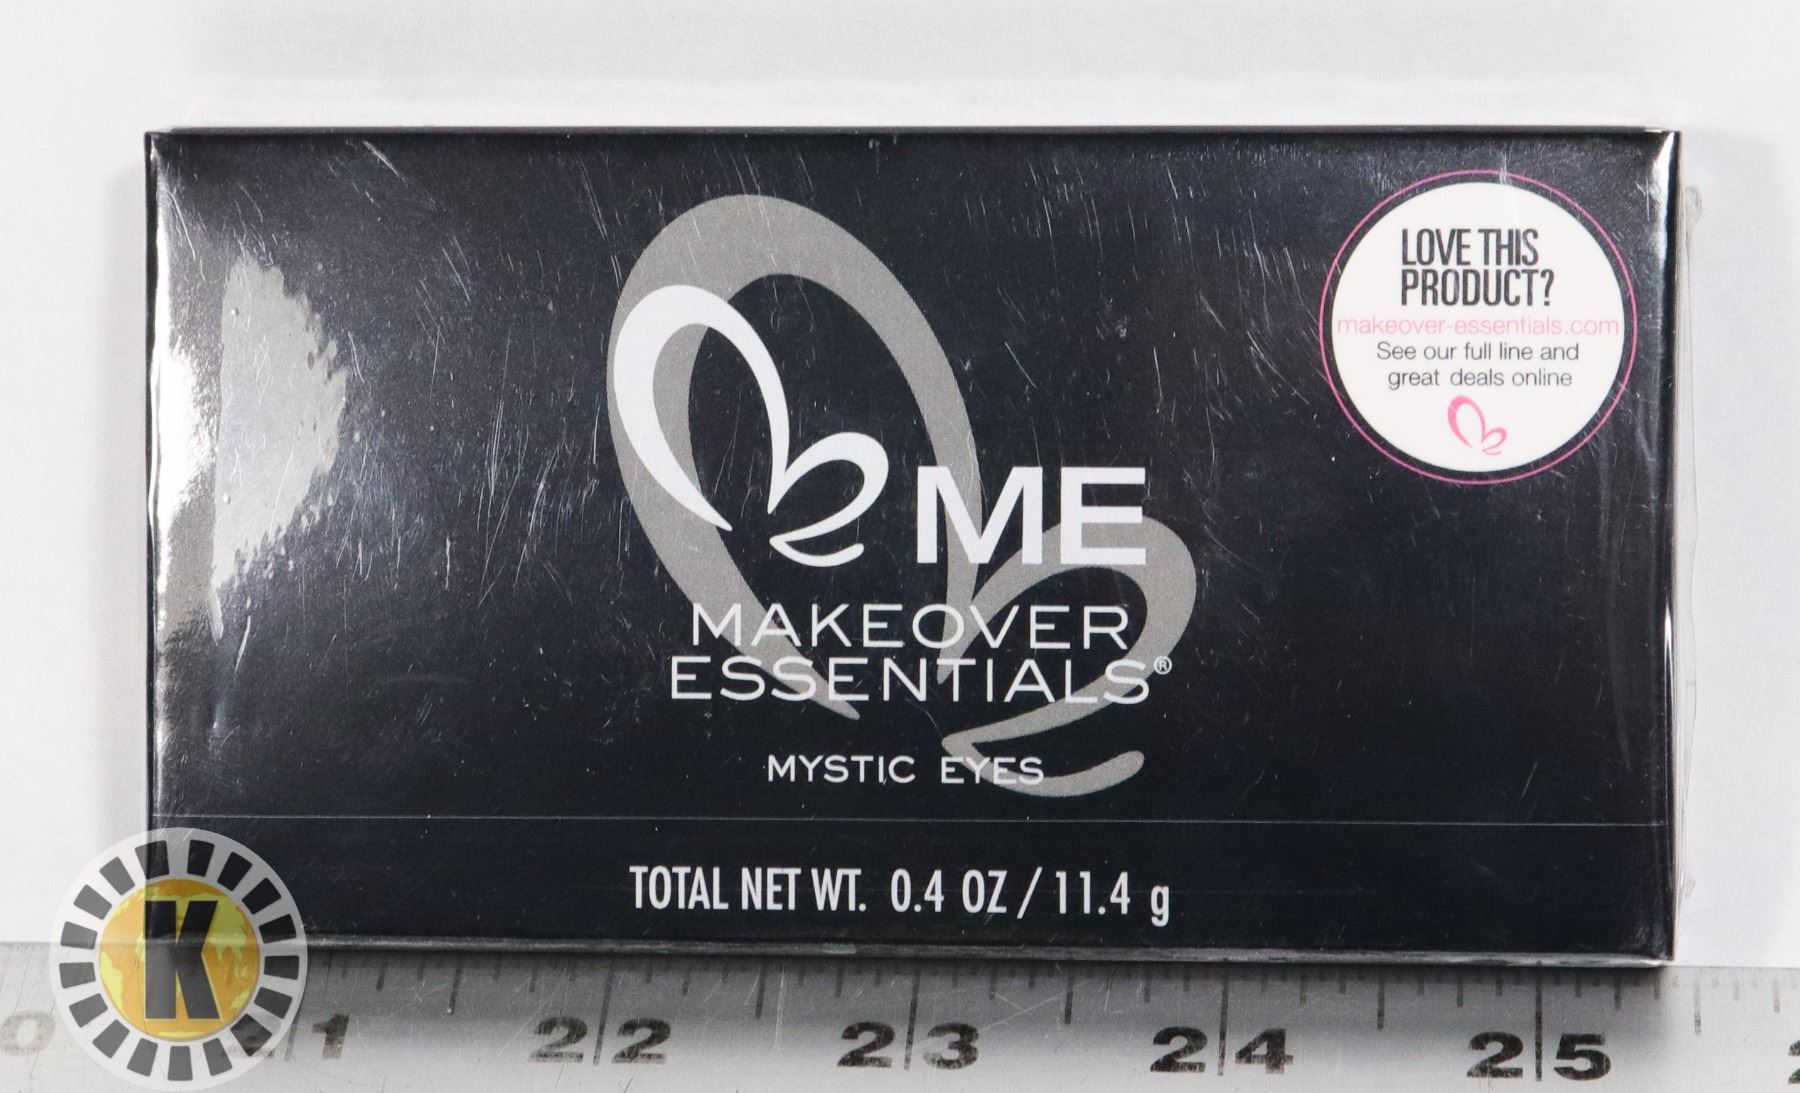 LOVE THIS
PRODUCT?
makeover-essentials.com
See our full line and
great deals online
ME
MAKEOVER
ESSENTIALS®
MYSTIC EYES
TOTAL NET WT. 0.4 OZ / 11.4 g
K
21 22 23 24 25